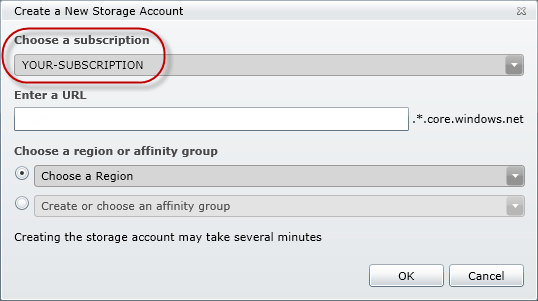 Create a New Storage Account
Choose a subscription
YOUR-SUBSCRIPTION
Enter a URL
.*.core.windows.net
Choose a region or affinity group
Choose a Region
Create or choose an affinity group
Creating the storage account may take several minutes
OK Cancel